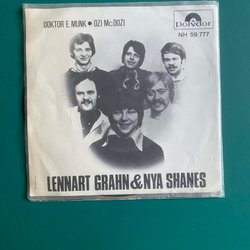 DOKTOR E MUNK • OZI McDOZI
Polydor
NH 59 777
LENNART GRAHN & NYA SHANES